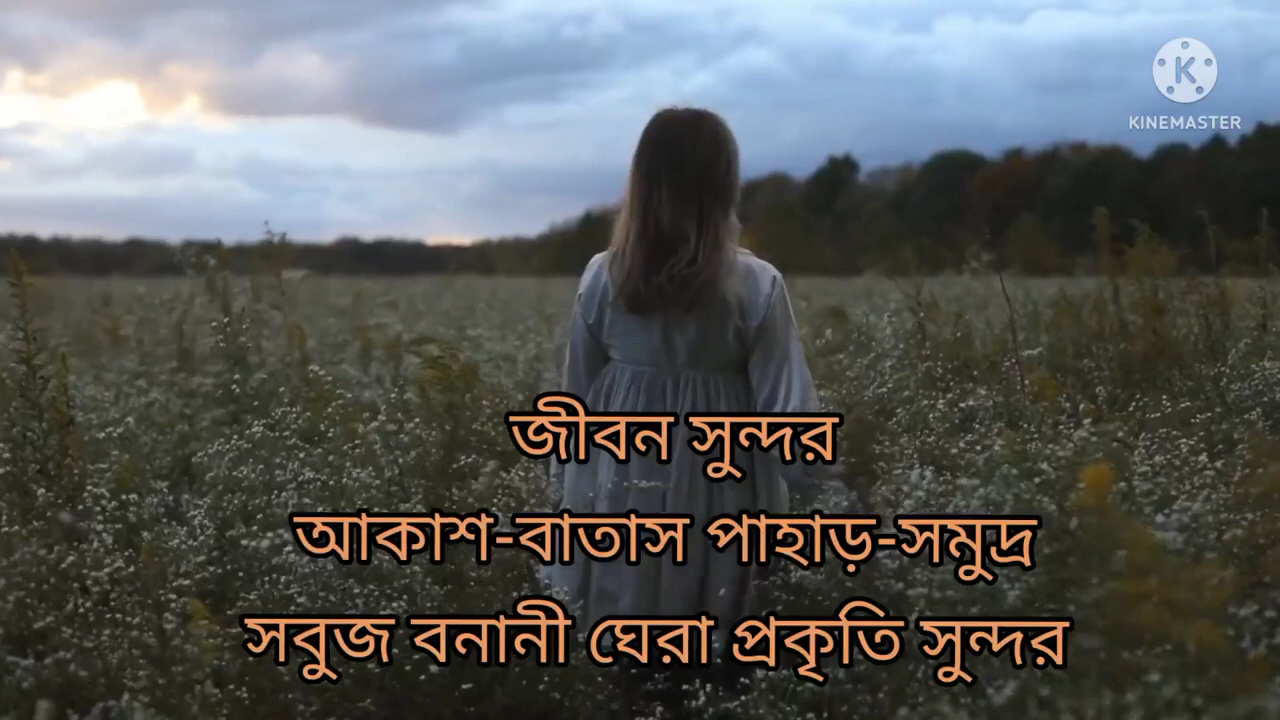 KINEMASTER
জীবন সুন্দর
আকাশ-বাতাস পাহাড়-সমুদ্র
সবুজ বনানী ঘেরা প্রকৃতি সুন্দর